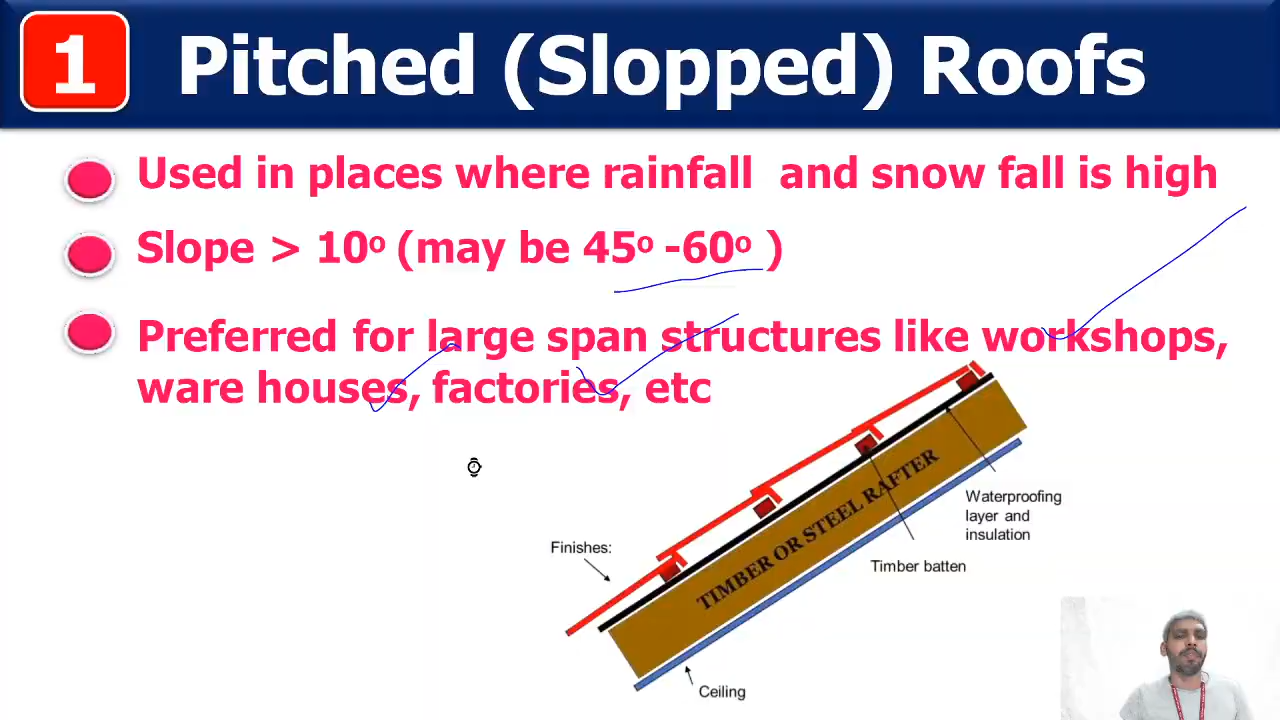 1
Pitched (Slopped) Roofs
Used in places where rainfall and snow fall is high
Slope > 10º (may be 45º -60º )
Preferred for large span structures like workshops,
ware houses, factories, etc
TIMBER OR STEEL RAFTER
Waterproofing
layer and
insulation
Finishes:
Timber batten
Ceiling